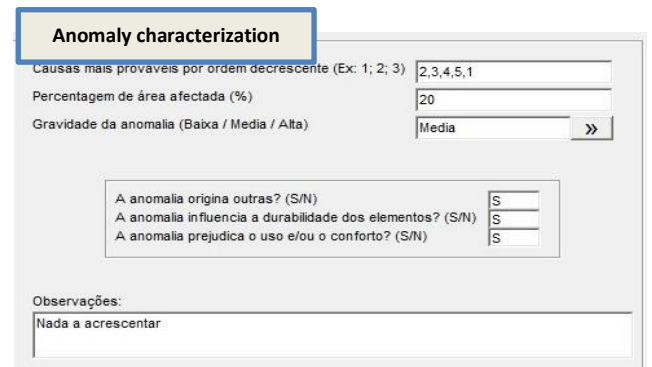 Anomaly characterization
Causas mais prováveis por ordem decrescente (Ex: 1; 2; 3) 2,3,4,5,1
Percentagem de área afectada (%) 20
Gravidade da anomalia (Baixa / Media / Alta) Media »
A anomalia origina outras? (S/N) S
A anomalia influencia a durabilidade dos elementos? (S/N) S
A anomalia prejudica o uso e/ou o conforto? (S/N) S
Observações:
Nada a acrescentar